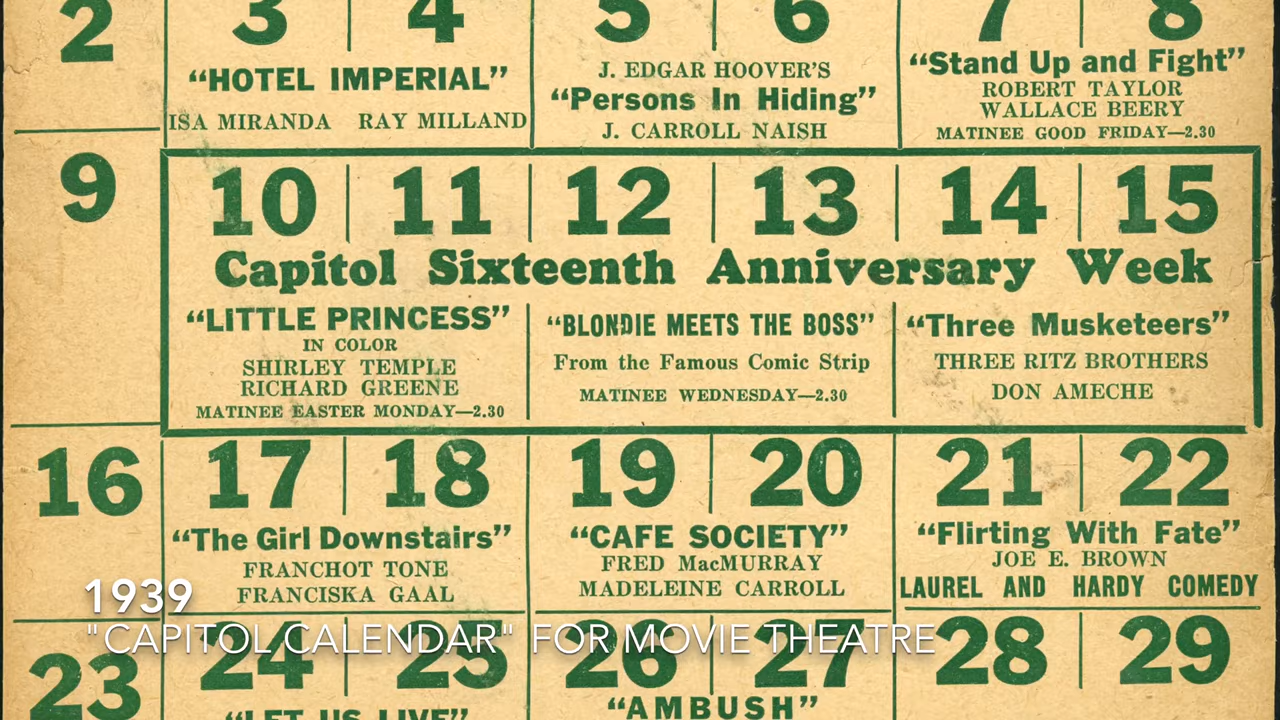 2 3 4 5 6 7 8
"HOTEL IMPERIAL"
ISA MIRANDA RAY MILLAND
J. EDGAR HOOVER'S
"Persons In Hiding"
J. CARROLL NAISH
"Stand Up and Fight"
ROBERT TAYLOR
WALLACE BEERY
MATINEE GOOD FRIDAY—2.30
9 10 11 12 13 14 15
Capitol Sixteenth Anniversary Week
"LITTLE PRINCESS"
IN COLOR
SHIRLEY TEMPLE
RICHARD GREENE
MATINEE EASTER MONDAY—2.30
"BLONDIE MEETS THE BOSS"
From the Famous Comic Strip
MATINEE WEDNESDAY—2.30
"Three Musketeers"
THREE RITZ BROTHERS
DON AMECHE
16 17 18 19 20 21 22
"The Girl Downstairs"
FRANCHOT TONE
FRANCISKA GAAL
"CAFE SOCIETY"
FRED MacMURRAY
MADELEINE CARROLL
"Flirting With Fate"
JOE E. BROWN
LAUREL AND HARDY COMEDY
23 24 25 26 27 28 29
"LET US LIVE"
"AMBUSH"
1939
"CAPITOL CALENDAR" FOR MOVIE THEATRE